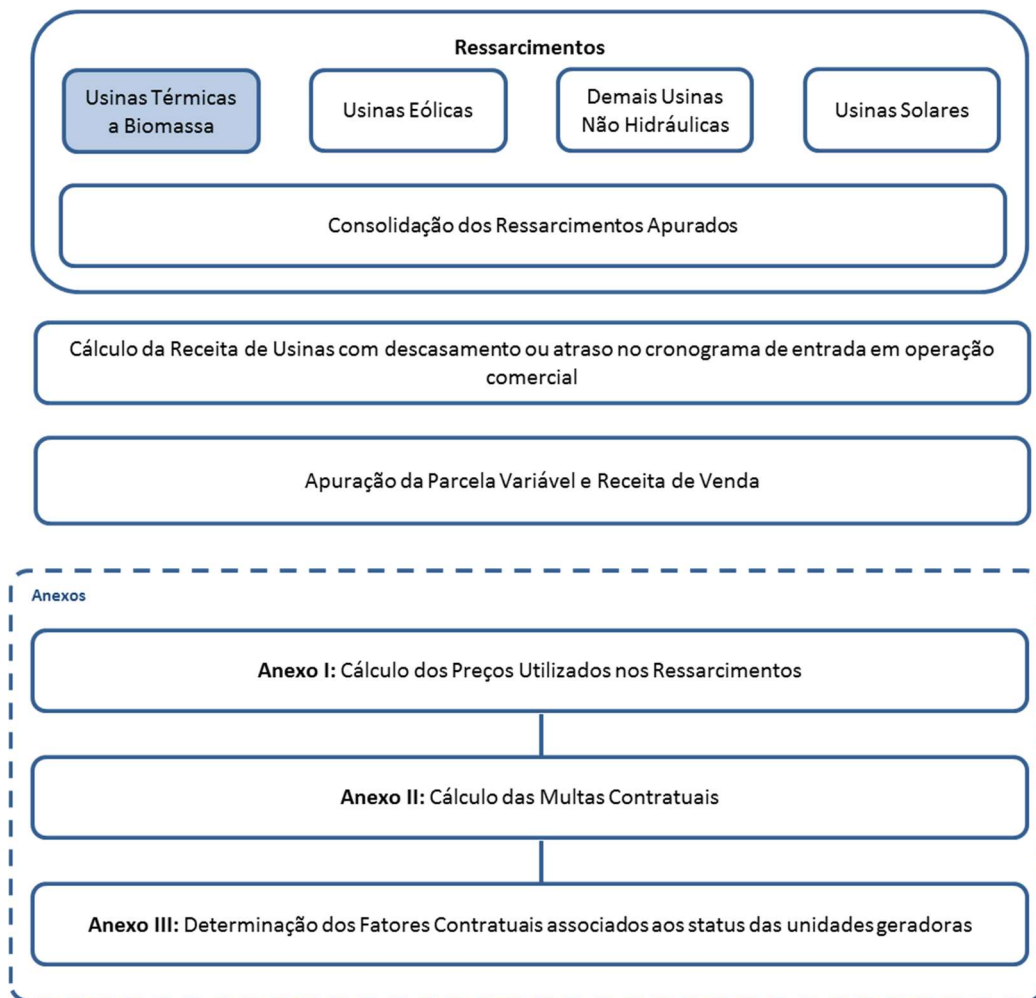 Ressarcimentos
Usinas Térmicas
a Biomassa
Usinas Eólicas
Demais Usinas
Não Hidráulicas
Usinas Solares
Consolidação dos Ressarcimentos Apurados
Cálculo da Receita de Usinas com descasamento ou atraso no cronograma de entrada em operação
comercial
Apuração da Parcela Variável e Receita de Venda
Anexos
Anexo I: Cálculo dos Preços Utilizados nos Ressarcimentos
Anexo II: Cálculo das Multas Contratuais
Anexo III: Determinação dos Fatores Contratuais associados aos status das unidades geradoras